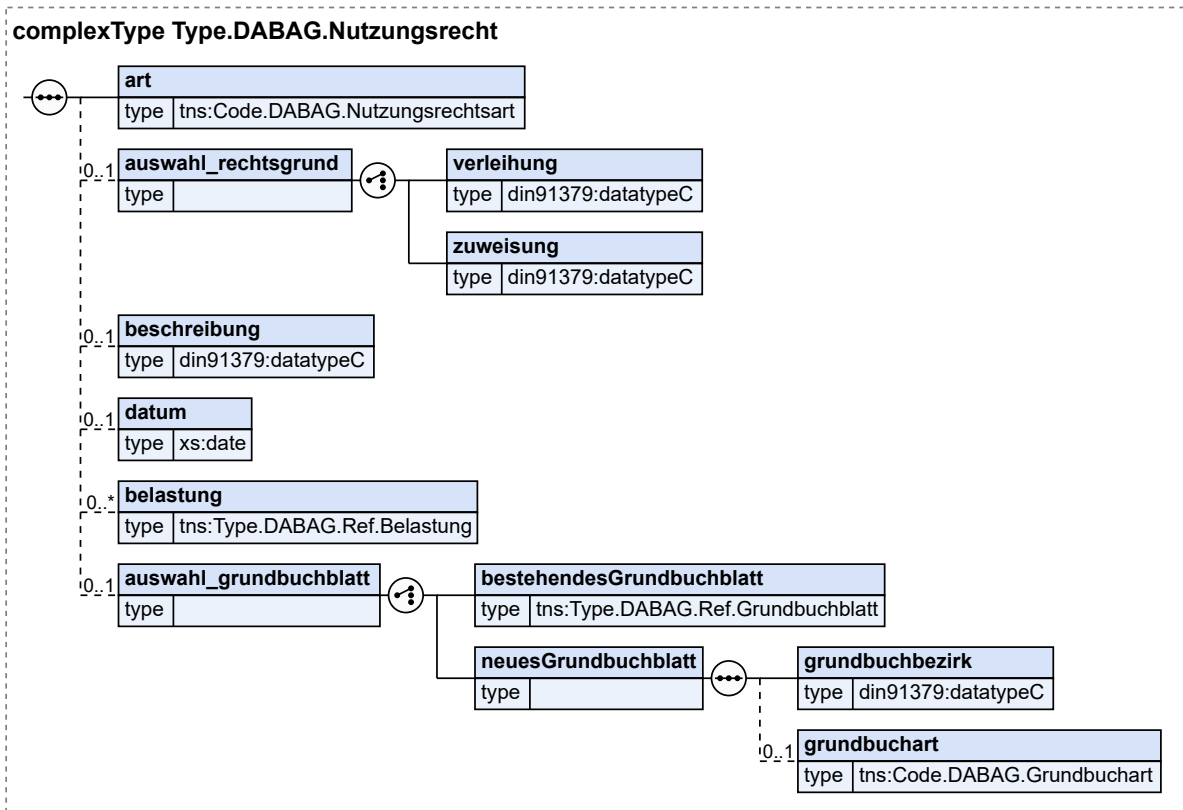 complexType Type.DABAG.Nutzungsrecht
art
type tns:Code.DABAG.Nutzungsrechtsart
0..1 auswahl_rechtsgrund
type
verleihung
type din91379:datatypeC
zuweisung
type din91379:datatypeC
0..1 beschreibung
type din91379:datatypeC
0..1 datum
type xs:date
0..* belastung
type tns:Type.DABAG.Ref.Belastung
0..1 auswahl_grundbuchblatt
type
bestehendesGrundbuchblatt
type tns:Type.DABAG.Ref.Grundbuchblatt
neuesGrundbuchblatt
type
grundbuchbezirk
type din91379:datatypeC
0..1 grundbuchart
type tns:Code.DABAG.Grundbuchart